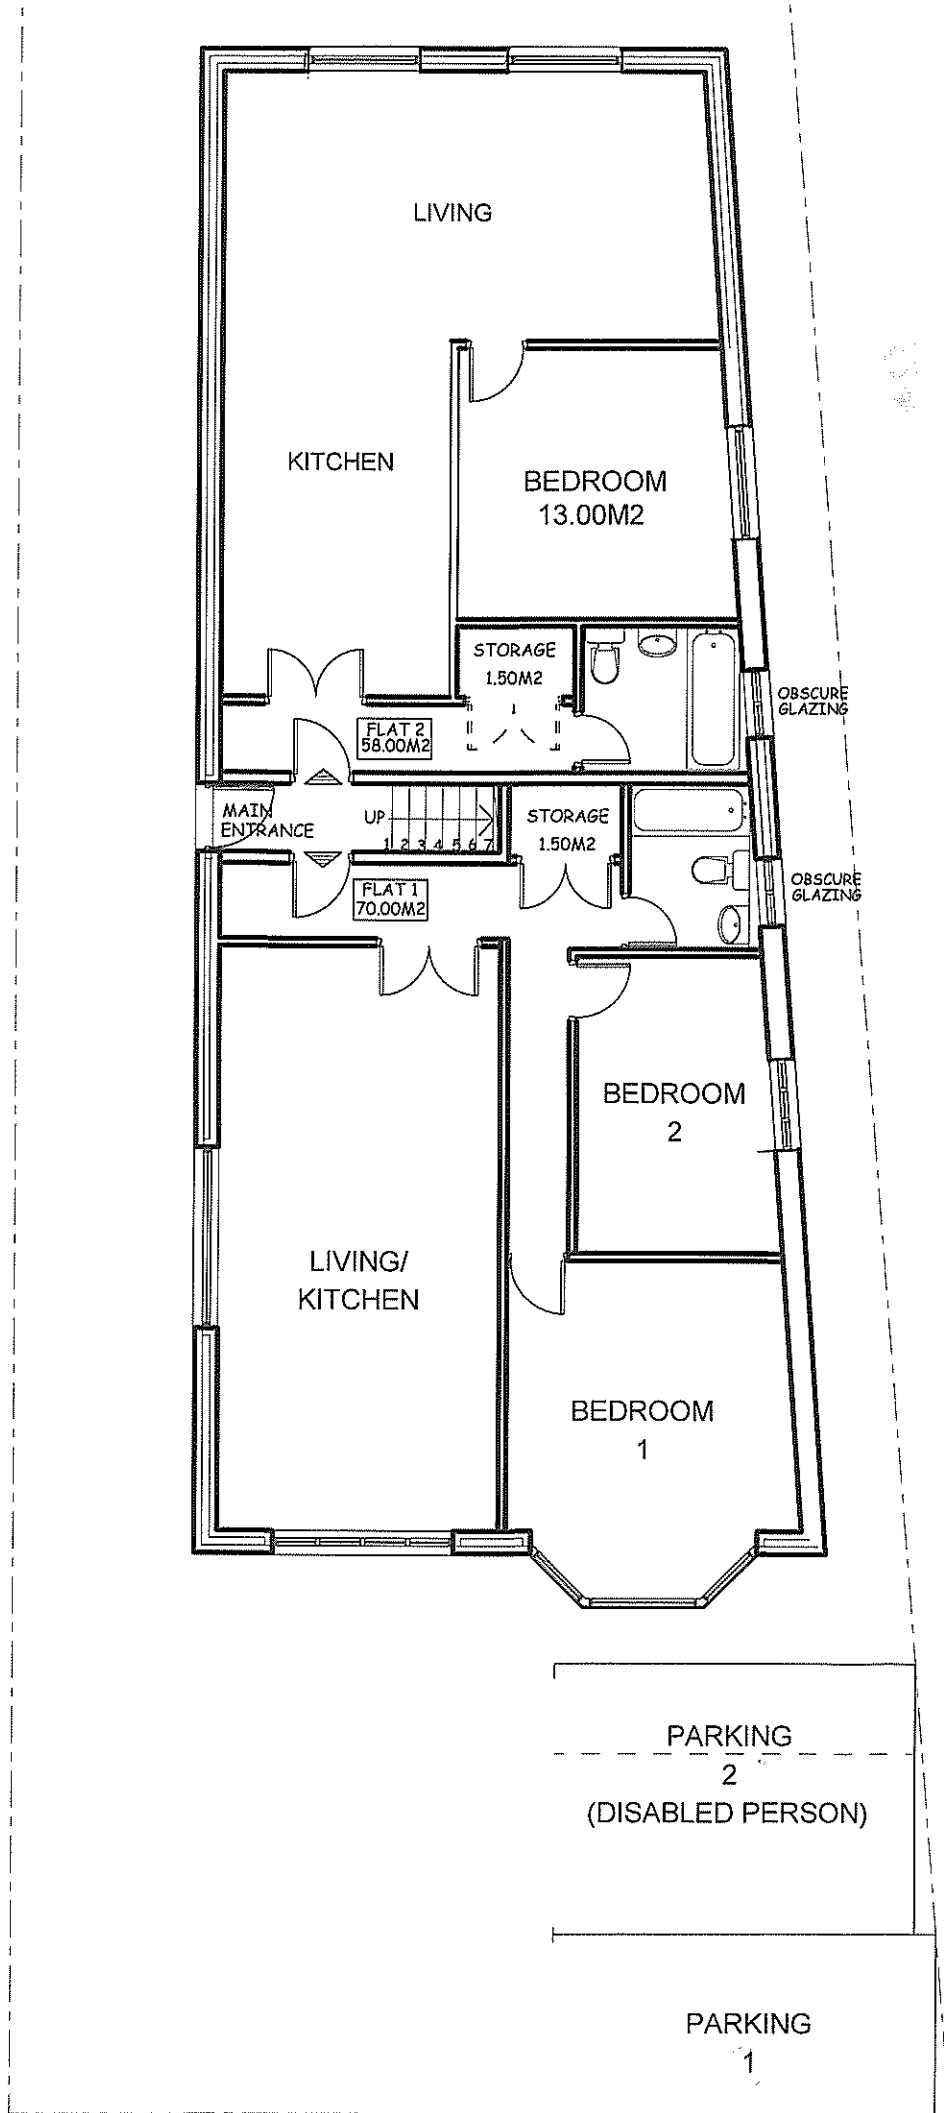 LIVING
KITCHEN
BEDROOM
13.00M2
STORAGE
1.50M2
OBSCURE
GLAZING
FLAT 2
58.00M2
MAIN
ENTRANCE
UP
1 2 3 4 5 6 7
STORAGE
1.50M2
OBSCURE
GLAZING
FLAT 1
70.00M2
BEDROOM
2
LIVING/
KITCHEN
BEDROOM
1
PARKING
2
(DISABLED PERSON)
PARKING
1